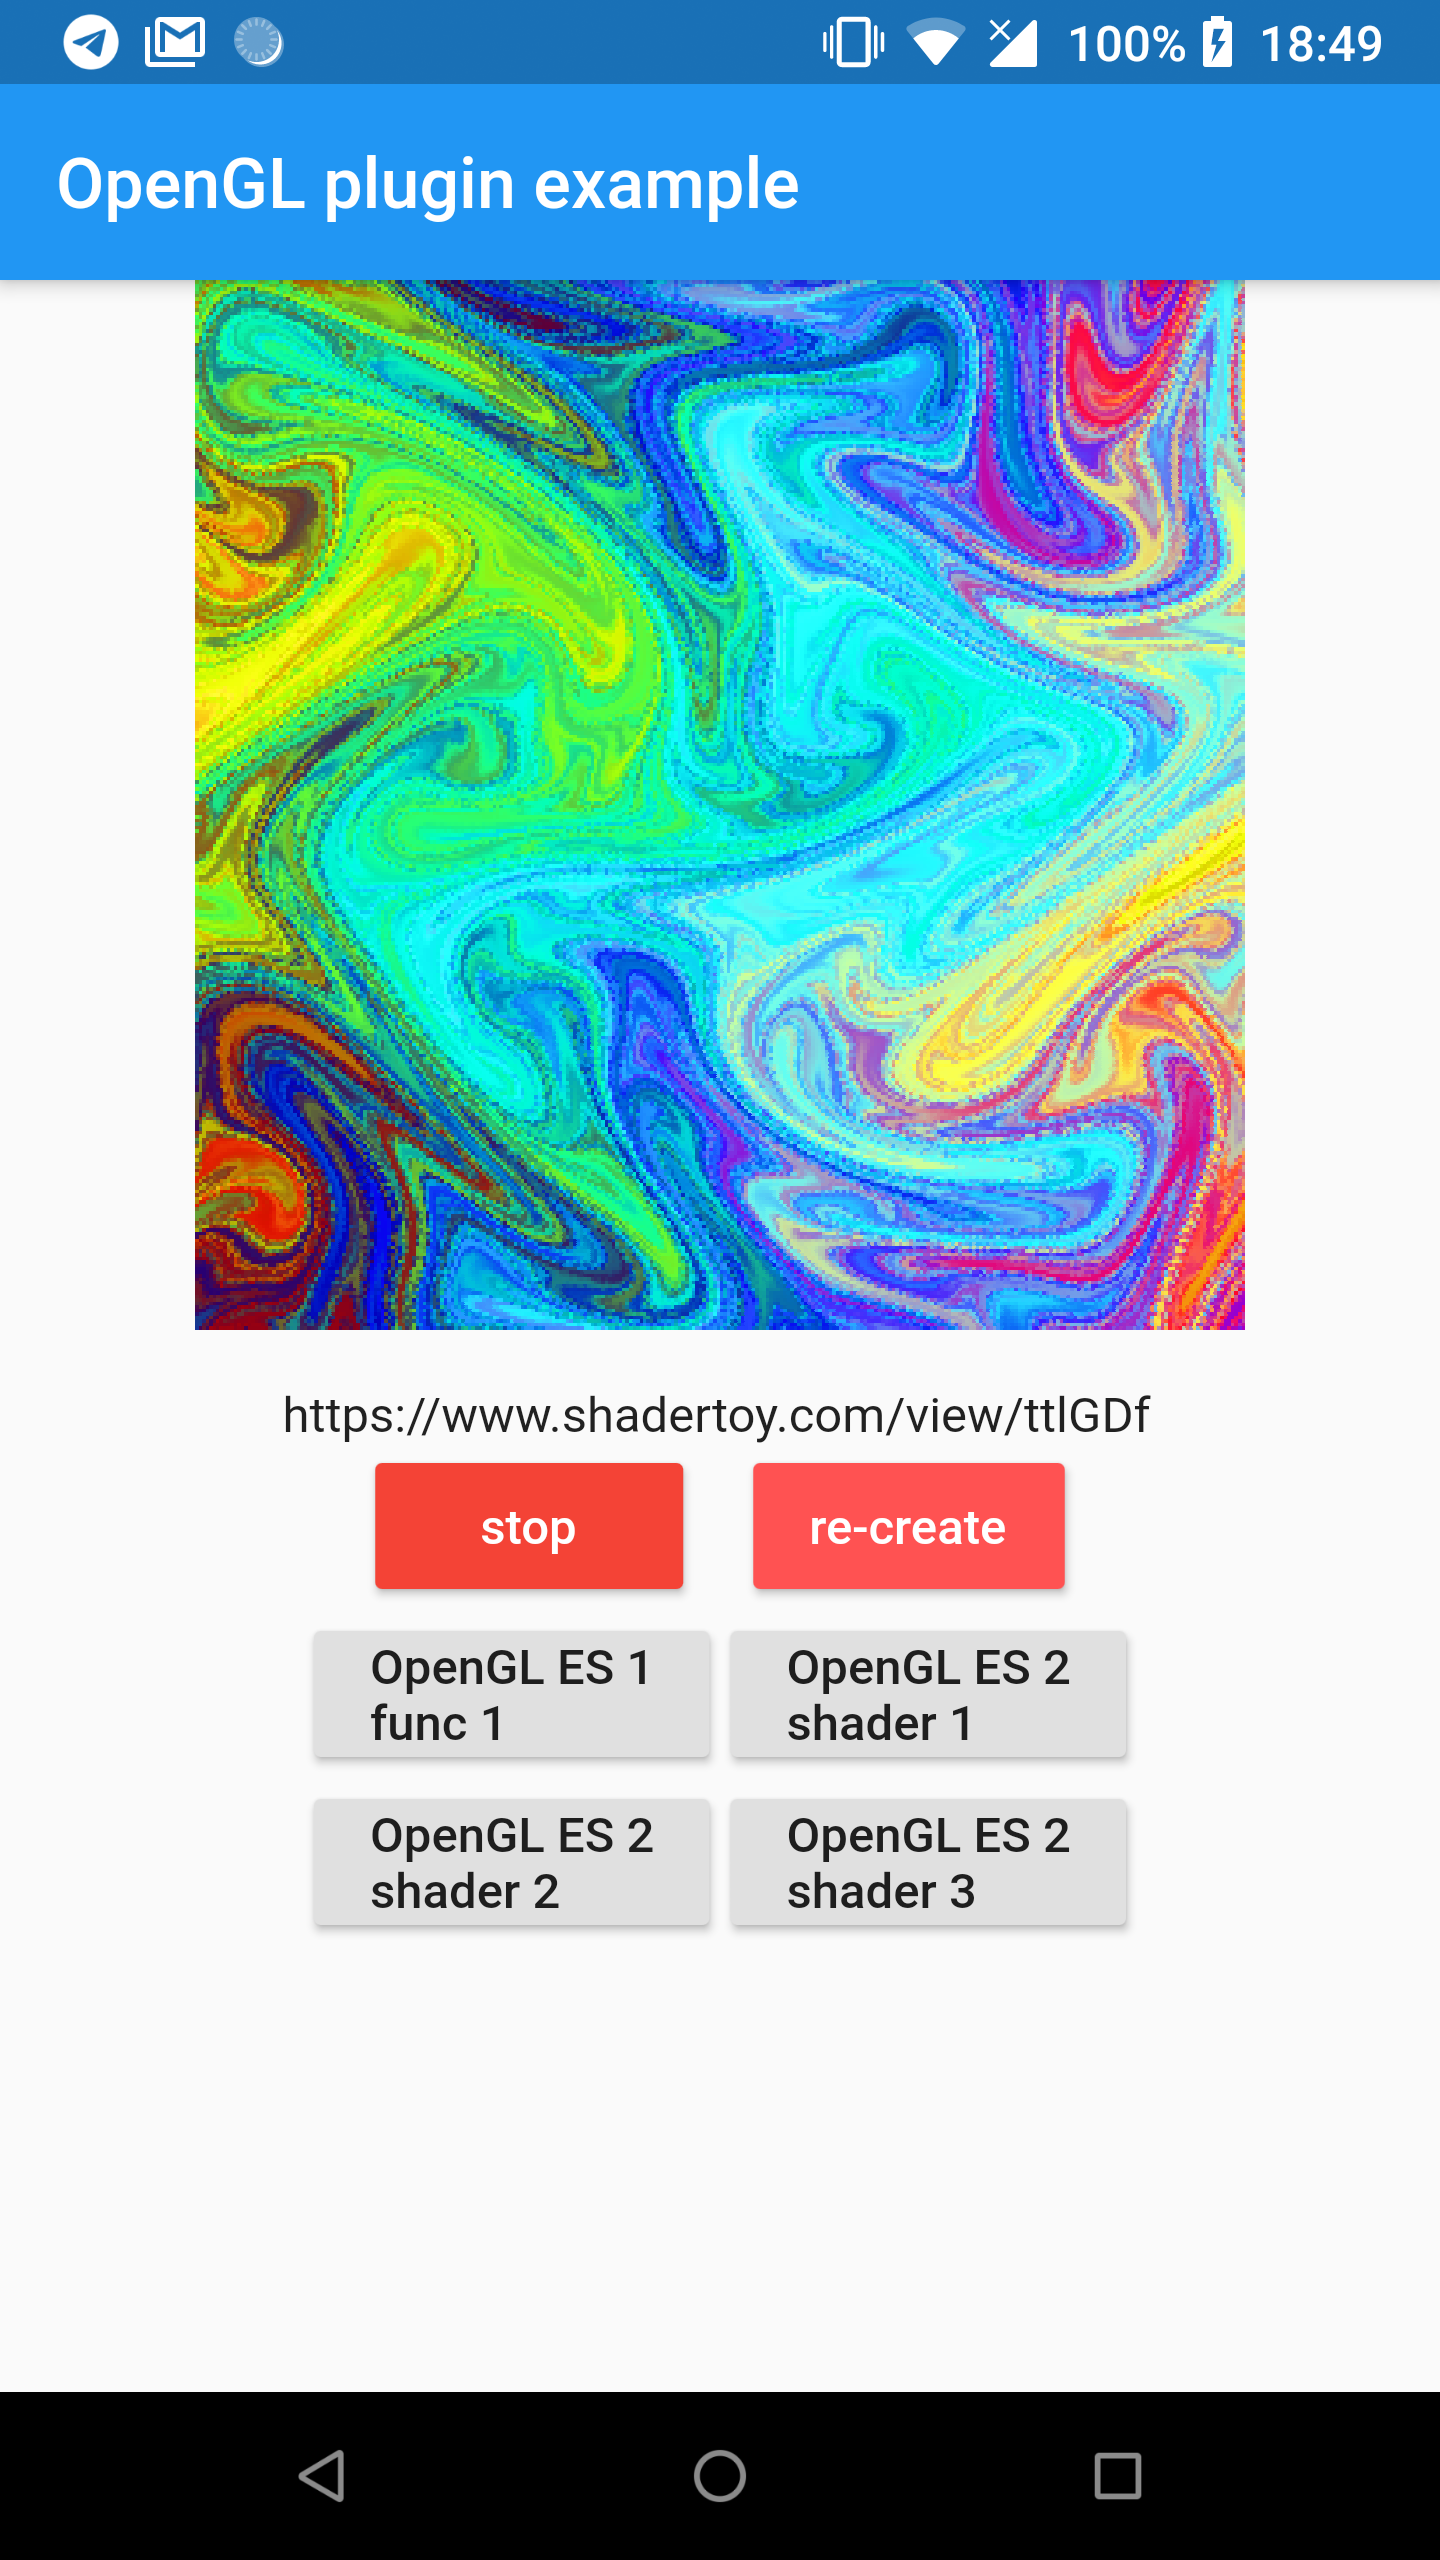 100% 18:49
OpenGL plugin example
https://www.shadertoy.com/view/ttlGDf
stop re-create
OpenGL ES 1 OpenGL ES 2
func 1 shader 1
OpenGL ES 2 OpenGL ES 2
shader 2 shader 3